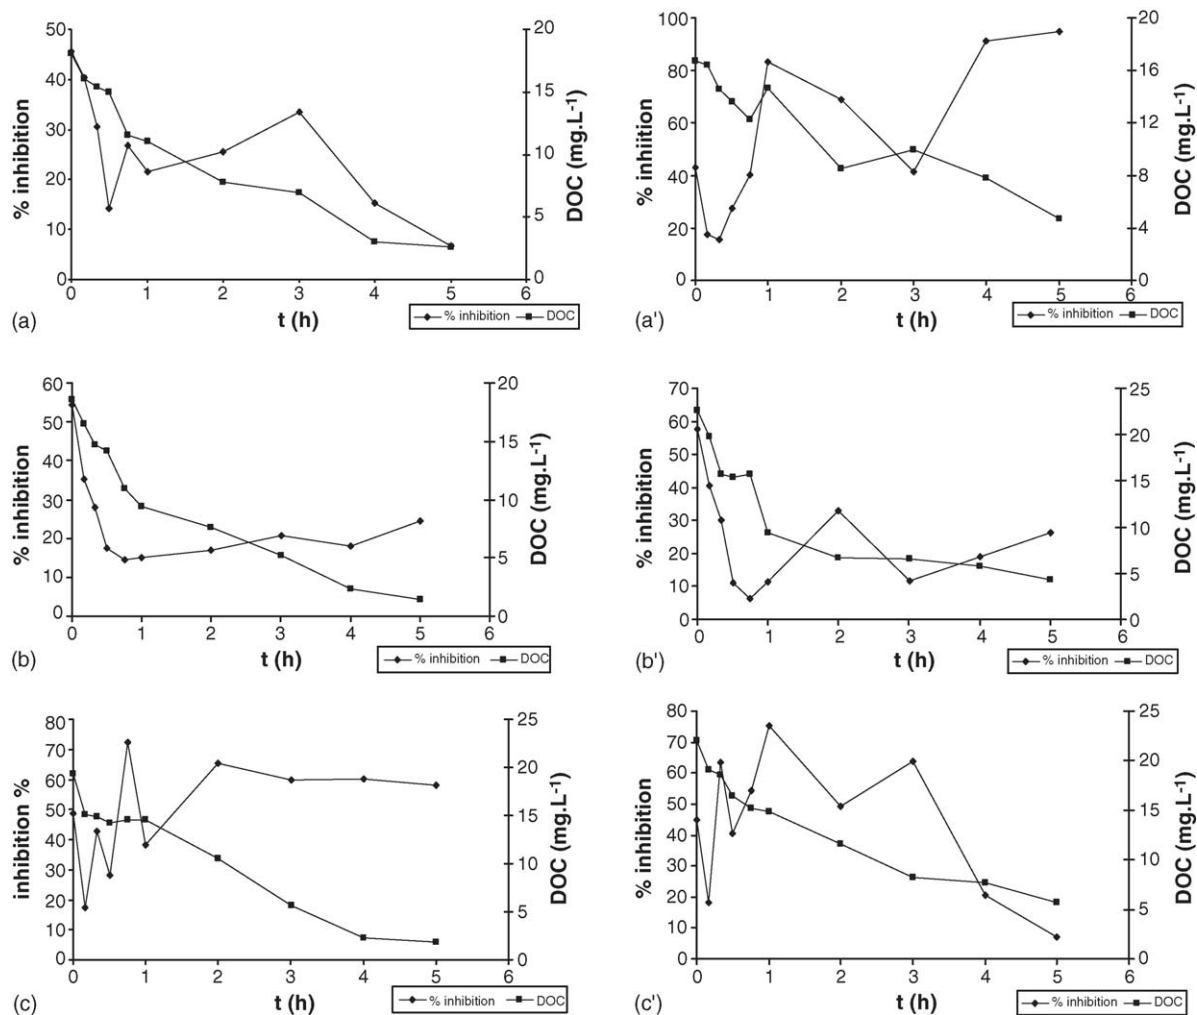 50
40
30
20
10
0
% inhibition
20
15
10
5
0
DOC (mg.L-1)
0 1 2 3 4 5 6
t (h)
% inhibition DOC
(a)
100
80
60
40
20
0
% inhiition
20
16
12
8
4
0
DOC (mg.L-1)
0 1 2 3 4 5 6
t (h)
% inhibition DOC
(a')
60
50
40
30
20
10
0
% inhibition
20
15
10
5
0
DOC (mg.L-1)
0 1 2 3 4 5 6
t (h)
% inhibition DOC
(b)
70
60
50
40
30
20
10
0
% inhibition
25
20
15
10
5
0
DOC (mg.L-1)
0 1 2 3 4 5 6
t (h)
% inhibition DOC
(b')
80
70
60
50
40
30
20
10
0
inhibition %
25
20
15
10
5
0
DOC (mg.L-1)
0 1 2 3 4 5 6
t (h)
% inhibition DOC
(c)
80
70
60
50
40
30
20
10
0
% inhibition
25
20
15
10
5
0
DOC (mg.L-1)
0 1 2 3 4 5 6
t (h)
% inhibition DOC
(c')